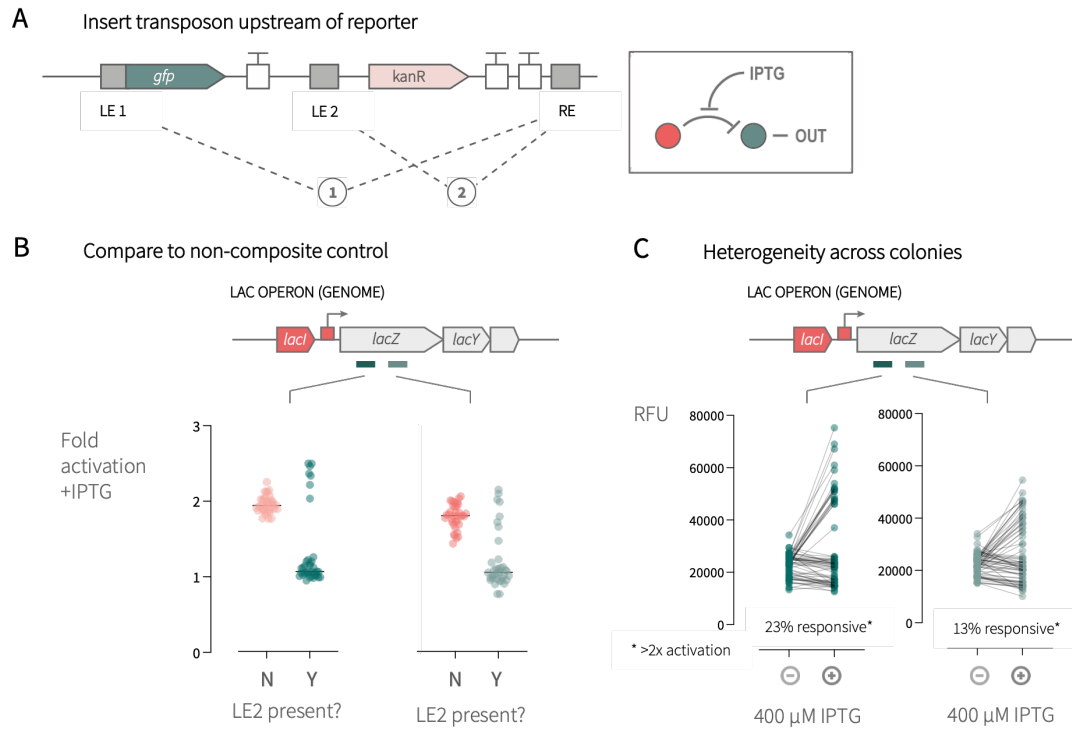 A
Insert transposon upstream of reporter
gfp
kanR
LE 1
LE 2
RE
1
2
IPTG
OUT
B
Compare to non-composite control
LAC OPERON (GENOME)
lacI
lacZ
lacY
Fold
activation
+IPTG
3
2
1
0
N
Y
LE2 present?
N
Y
LE2 present?
C
Heterogeneity across colonies
LAC OPERON (GENOME)
lacI
lacZ
lacY
RFU
80000
60000
40000
20000
0
23% responsive*
* >2x activation
400 μM IPTG
80000
60000
40000
20000
0
13% responsive*
400 μM IPTG